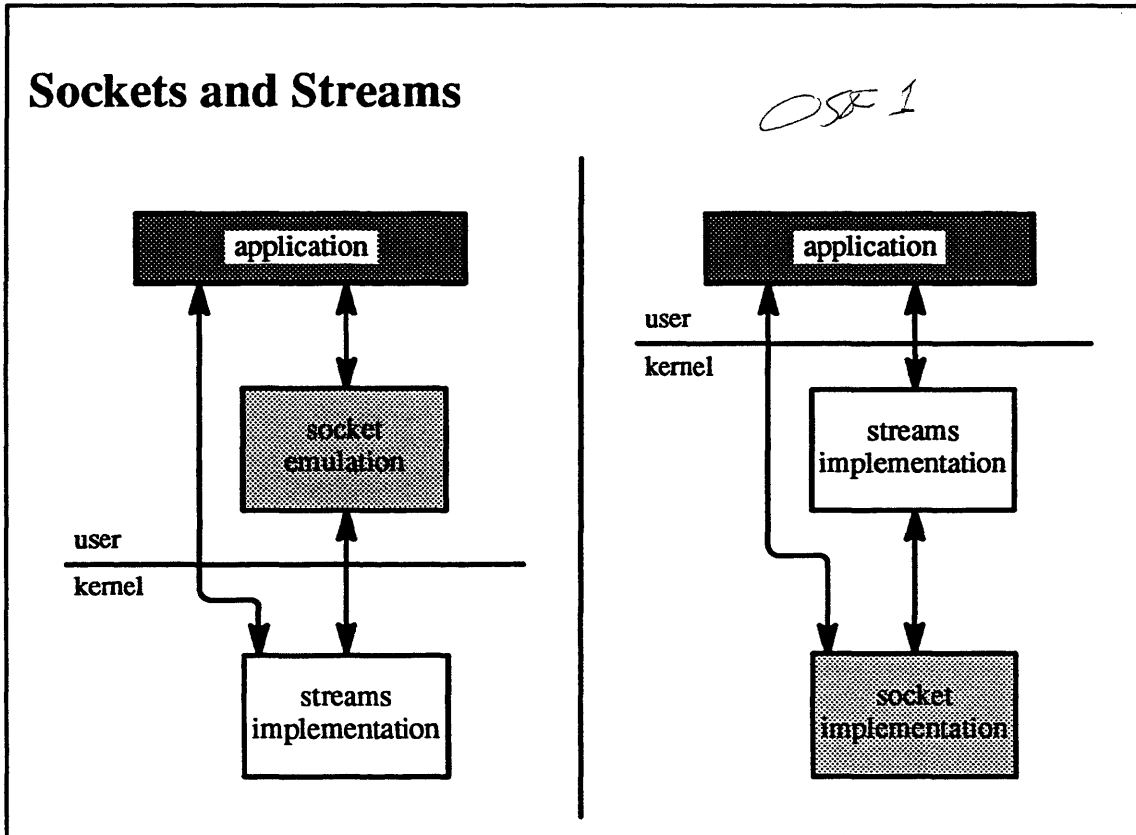 Sockets and Streams
OSF 1
application
socket
emulation
user
kernel
streams
implementation
application
user
kernel
streams
implementation
socket
implementation